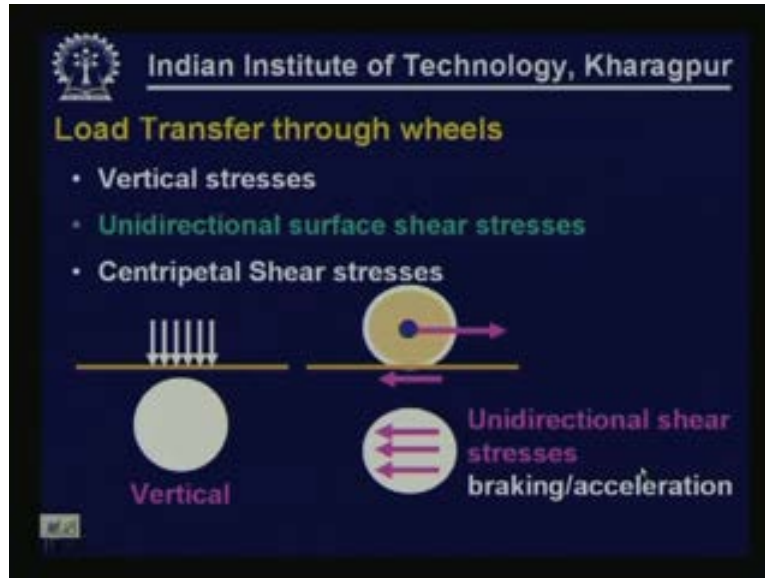 Indian Institute of Technology, Kharagpur
Load Transfer through wheels
• Vertical stresses
• Unidirectional surface shear stresses
• Centripetal Shear stresses
Vertical
Unidirectional shear
stresses
braking/acceleration